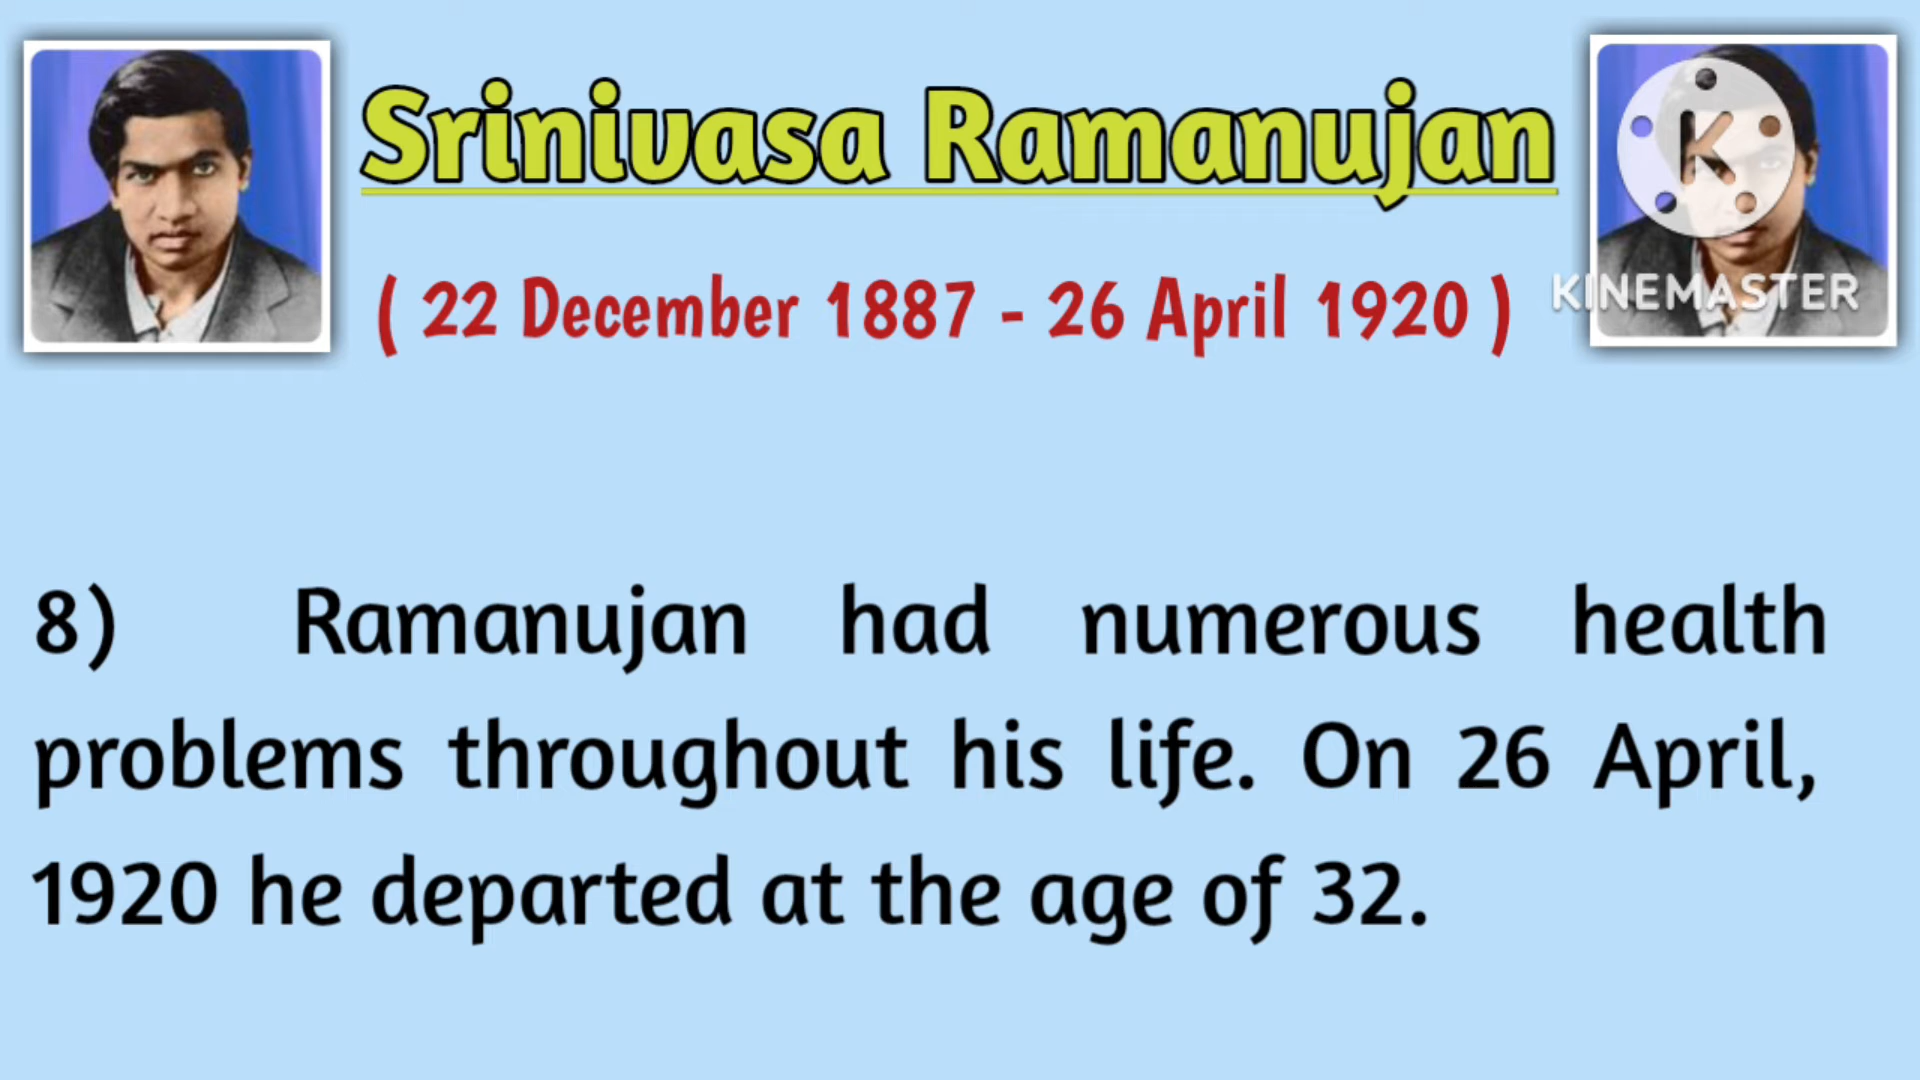 Srinivasa Ramanujan
( 22 December 1887 - 26 April 1920 )
K
KINEMASTER
8) Ramanujan had numerous health
problems throughout his life. On 26 April,
1920 he departed at the age of 32.